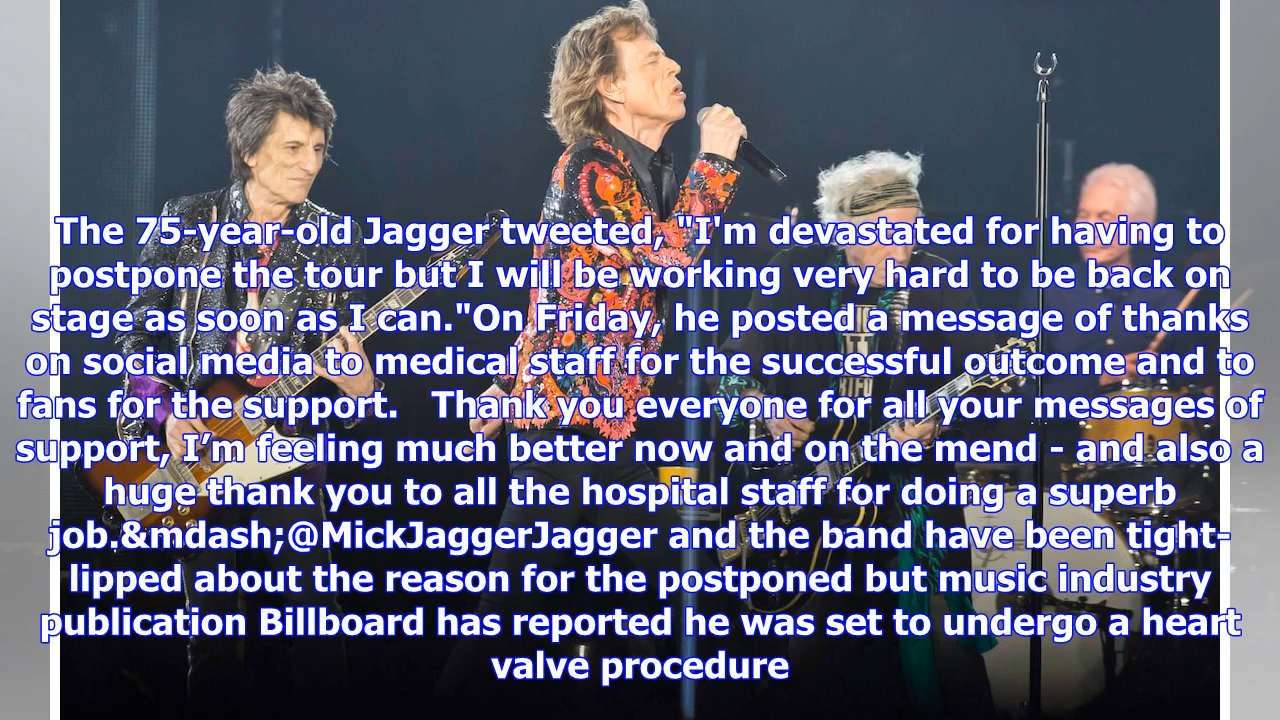 The 75-year-old Jagger tweeted, "I'm devastated for having to
postpone the tour but I will be working very hard to be back on
stage as soon as I can."On Friday, he posted a message of thanks
on social media to medical staff for the successful outcome and to
fans for the support.   Thank you everyone for all your messages of
support, I’m feeling much better now and on the mend - and also a
huge thank you to all the hospital staff for doing a superb
job.&mdash;@MickJaggerJagger and the band have been tight-
lipped about the reason for the postponed but music industry
publication Billboard has reported he was set to undergo a heart
valve procedure